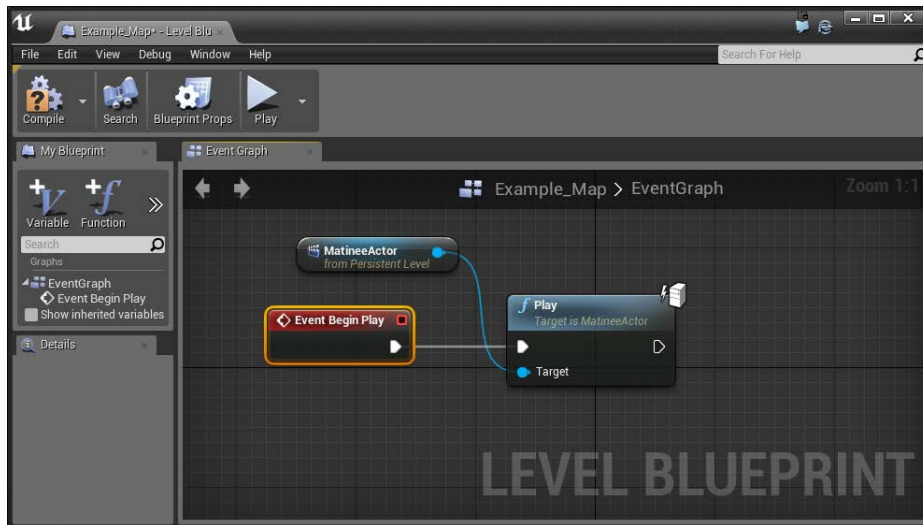 Example_Map* - Level Blu
File Edit View Debug Window Help
Search For Help
Compile Search Blueprint Props Play
My Blueprint
Event Graph
Variable Function
Search
Graphs
EventGraph
Event Begin Play
Show inherited variables
Details
Example_Map > EventGraph
Zoom 1:1
MatineeActor
from Persistent Level
Event Begin Play
f Play
Target is MatineeActor
Target
LEVEL BLUEPRINT